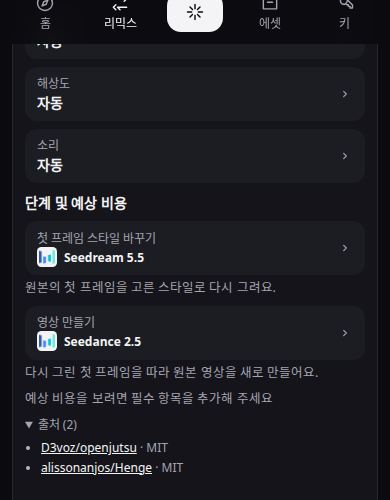 홈
리믹스
에셋
키
자동
해상도
자동
소리
자동
단계 및 예상 비용
첫 프레임 스타일 바꾸기
Seedream 5.5
원본의 첫 프레임을 고른 스타일로 다시 그려요.
영상 만들기
Seedance 2.5
다시 그린 첫 프레임을 따라 원본 영상을 새로 만들어요.
예상 비용을 보려면 필수 항목을 추가해 주세요
▼ 출처 (2)
• D3voz/openjutsu · MIT
• alissonanjos/Henge · MIT